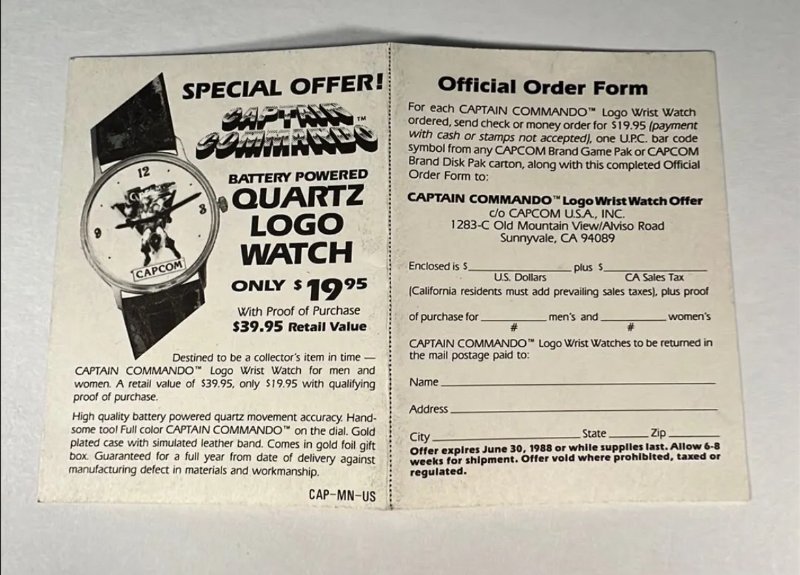 SPECIAL OFFER!
CAPTAIN
COMMANDO™
BATTERY POWERED
QUARTZ
LOGO
WATCH
ONLY $19.95
With Proof of Purchase
$39.95 Retail Value
12
9
3
CAPCOM
Destined to be a collector's item in time —
CAPTAIN COMMANDO™ Logo Wrist Watch for men and
women. A retail value of $39.95, only $19.95 with qualifying
proof of purchase.
High quality battery powered quartz movement accuracy. Hand-
some too! Full color CAPTAIN COMMANDO™ on the dial. Gold
plated case with simulated leather band. Comes in gold foil gift
box. Guaranteed for a full year from date of delivery against
manufacturing defect in materials and workmanship.
CAP-MN-US
Official Order Form
For each CAPTAIN COMMANDO™ Logo Wrist Watch
ordered, send check or money order for $19.95 (payment
with cash or stamps not accepted), one U.P.C. bar code
symbol from any CAPCOM Brand Game Pak or CAPCOM
Brand Disk Pak carton, along with this completed Official
Order Form to:
CAPTAIN COMMANDO™ Logo Wrist Watch Offer
c/o CAPCOM U.S.A., INC.
1283-C Old Mountain View/Alviso Road
Sunnyvale, CA 94089
Enclosed is $ plus $
U.S. Dollars CA Sales Tax
(California residents must add prevailing sales taxes), plus proof
of purchase for men's and women's
# #
CAPTAIN COMMANDO™ Logo Wrist Watches to be returned in
the mail postage paid to:
Name
Address
City State Zip
Offer expires June 30, 1988 or while supplies last. Allow 6-8
weeks for shipment. Offer void where prohibited, taxed or
regulated.